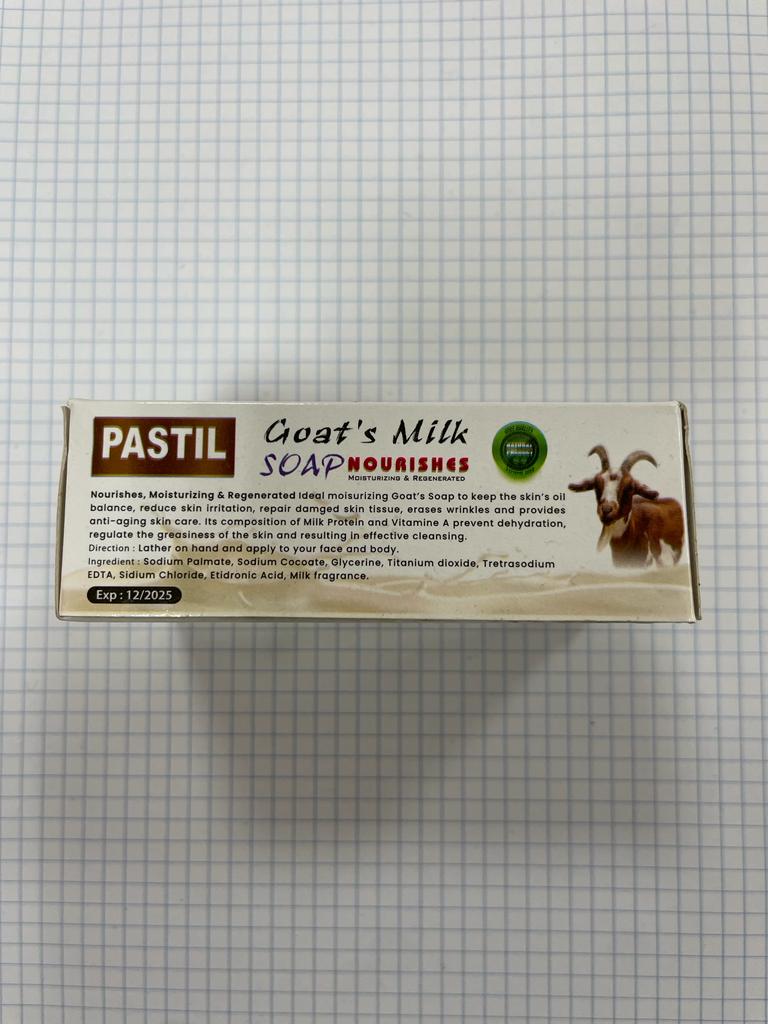 PASTIL
Goat's Milk
SOAP NOURISHES
MOISTURIZING & REGENERATED
Nourishes, Moisturizing & Regenerated Ideal moisurizing Goat's Soap to keep the skin's oil
balance, reduce skin irritation, repair damged skin tissue, erases wrinkles and provides
anti-aging skin care. Its composition of Milk Protein and Vitamine A prevent dehydration,
regulate the greasiness of the skin and resulting in effective cleansing.
Direction : Lather on hand and apply to your face and body.
Ingredient : Sodium Palmate, Sodium Cocoate, Glycerine, Titanium dioxide, Tretrasodium
EDTA, Sidium Chloride, Etidronic Acid, Milk fragrance.
Exp : 12/2025